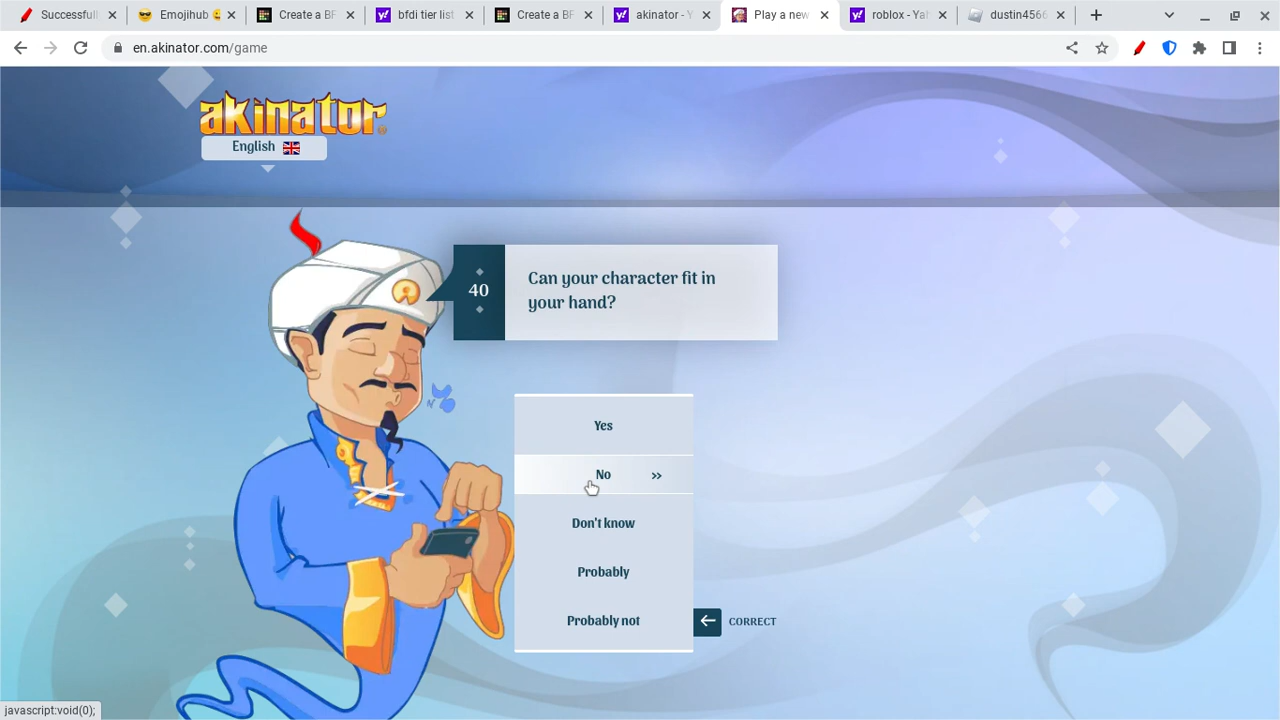 Successfull
Emojihub
Create a BF
bfdi tier list
Create a BF
akinator - Y
Play a new
roblox - Ya
dustin4566
en.akinator.com/game
akinator
English
40
Can your character fit in
your hand?
Yes
No »
Don't know
Probably
Probably not
CORRECT
javascript:void(0);